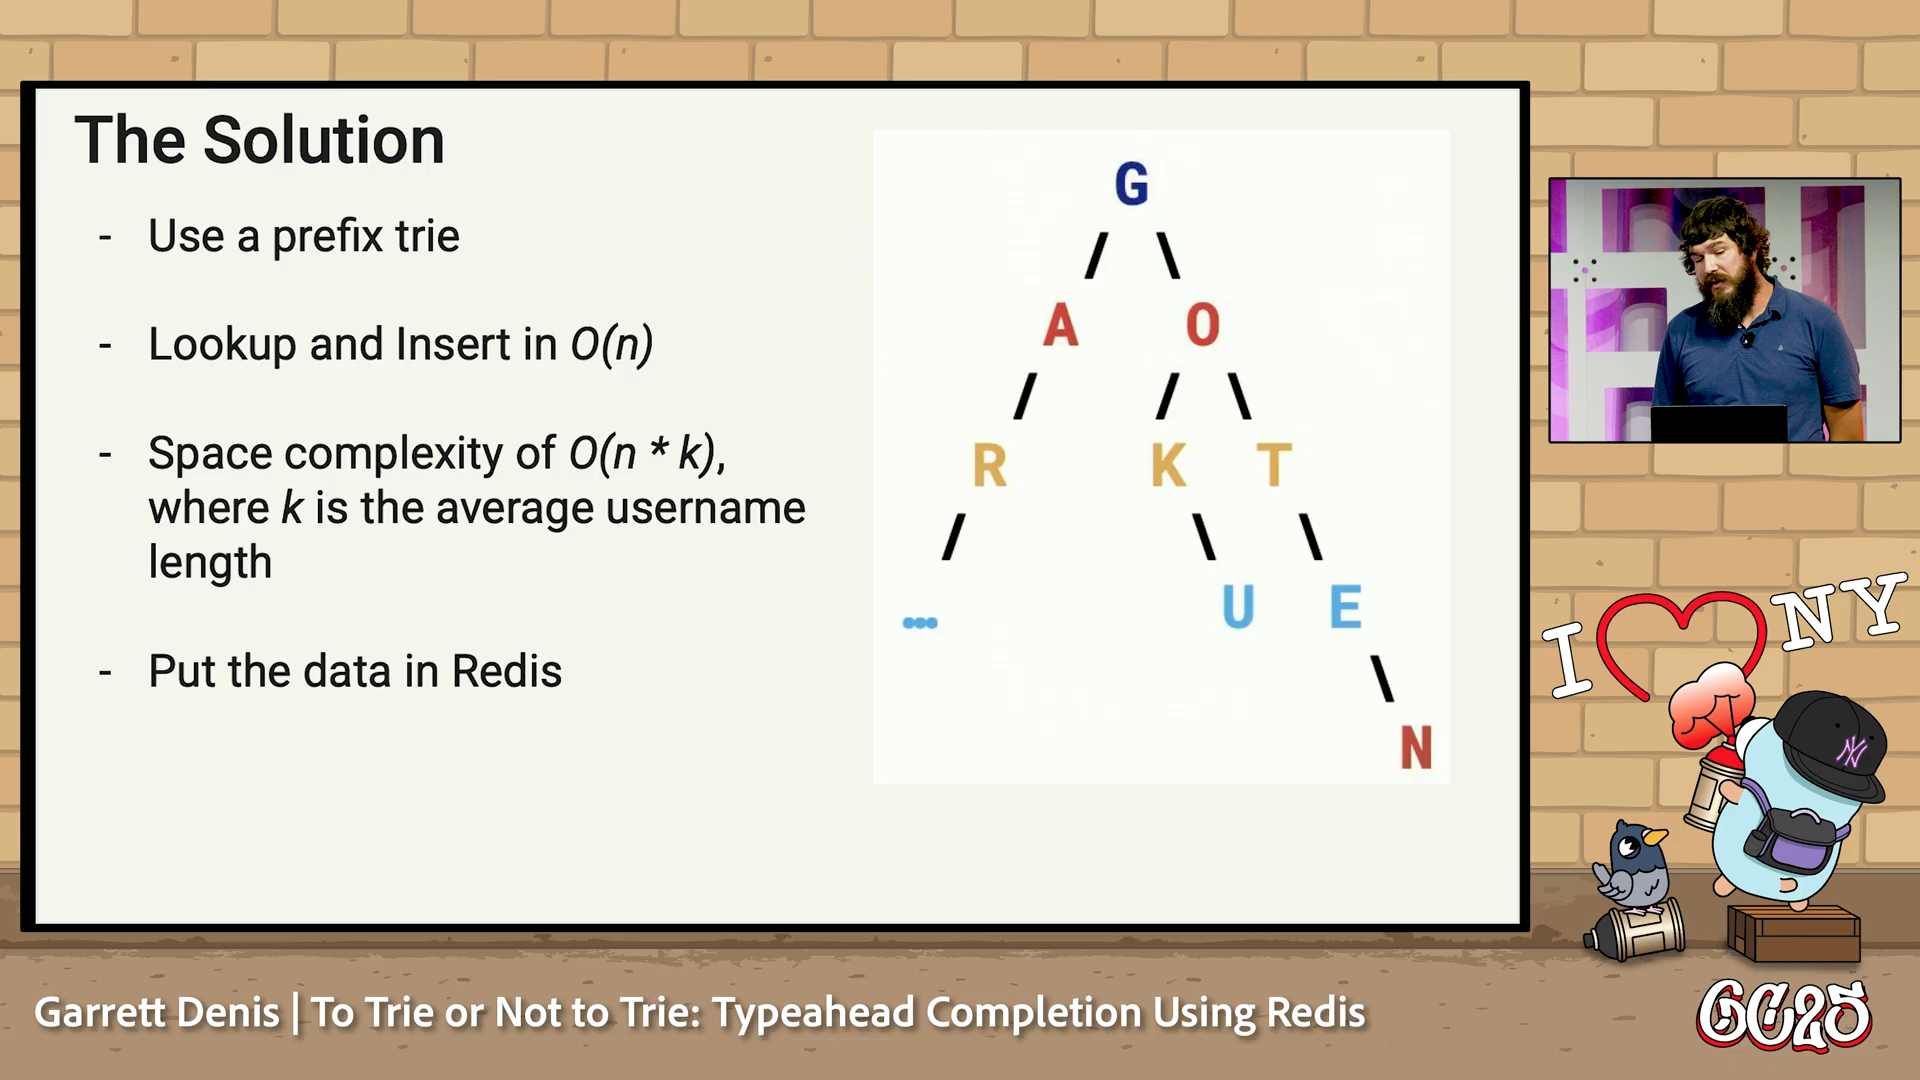 The Solution
- Use a prefix trie
- Lookup and Insert in O(n)
- Space complexity of O(n * k),
where k is the average username
length
- Put the data in Redis
G
/ \
A O
/ / \
R K T
/ \ \
... U E
\
N
I NY
NY
GC25
Garrett Denis | To Trie or Not to Trie: Typeahead Completion Using Redis